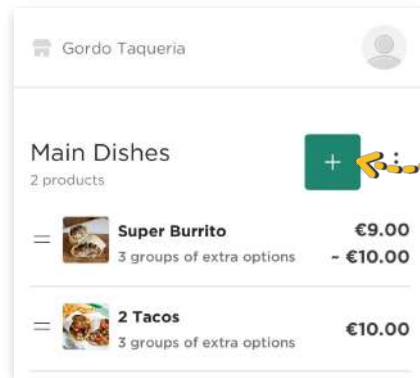 Gordo Taqueria
Main Dishes
2 products
+
Super Burrito €9.00
3 groups of extra options ~ €10.00
2 Tacos €10.00
3 groups of extra options